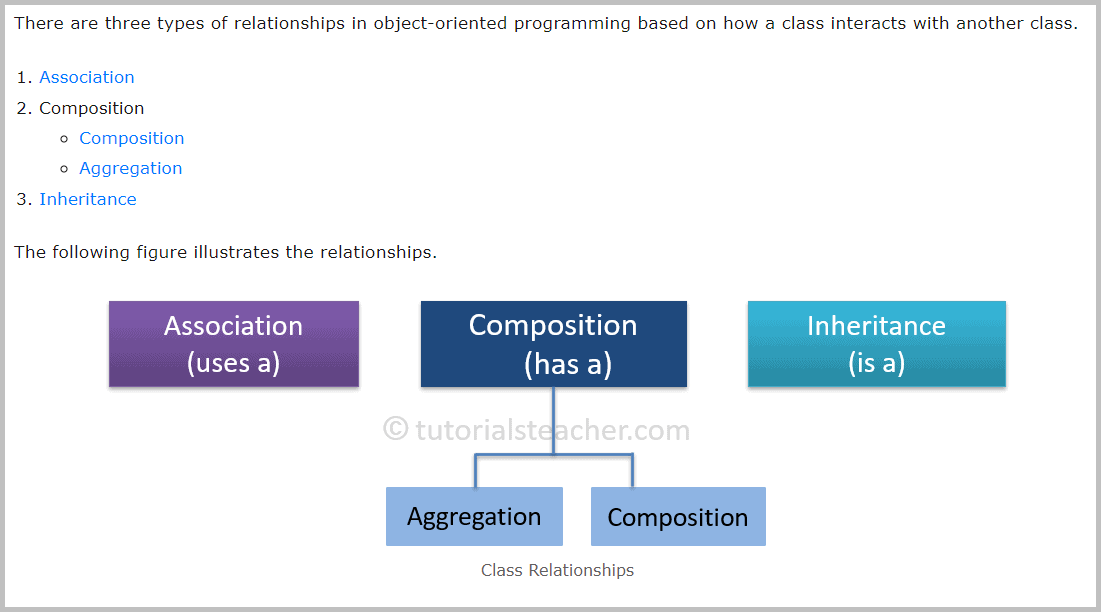 There are three types of relationships in object-oriented programming based on how a class interacts with another class.
1. Association
2. Composition
Composition
Aggregation
3. Inheritance
The following figure illustrates the relationships.
Association
(uses a)
Composition
(has a)
Inheritance
(is a)
© tutorialsteacher.com
Aggregation
Composition
Class Relationships